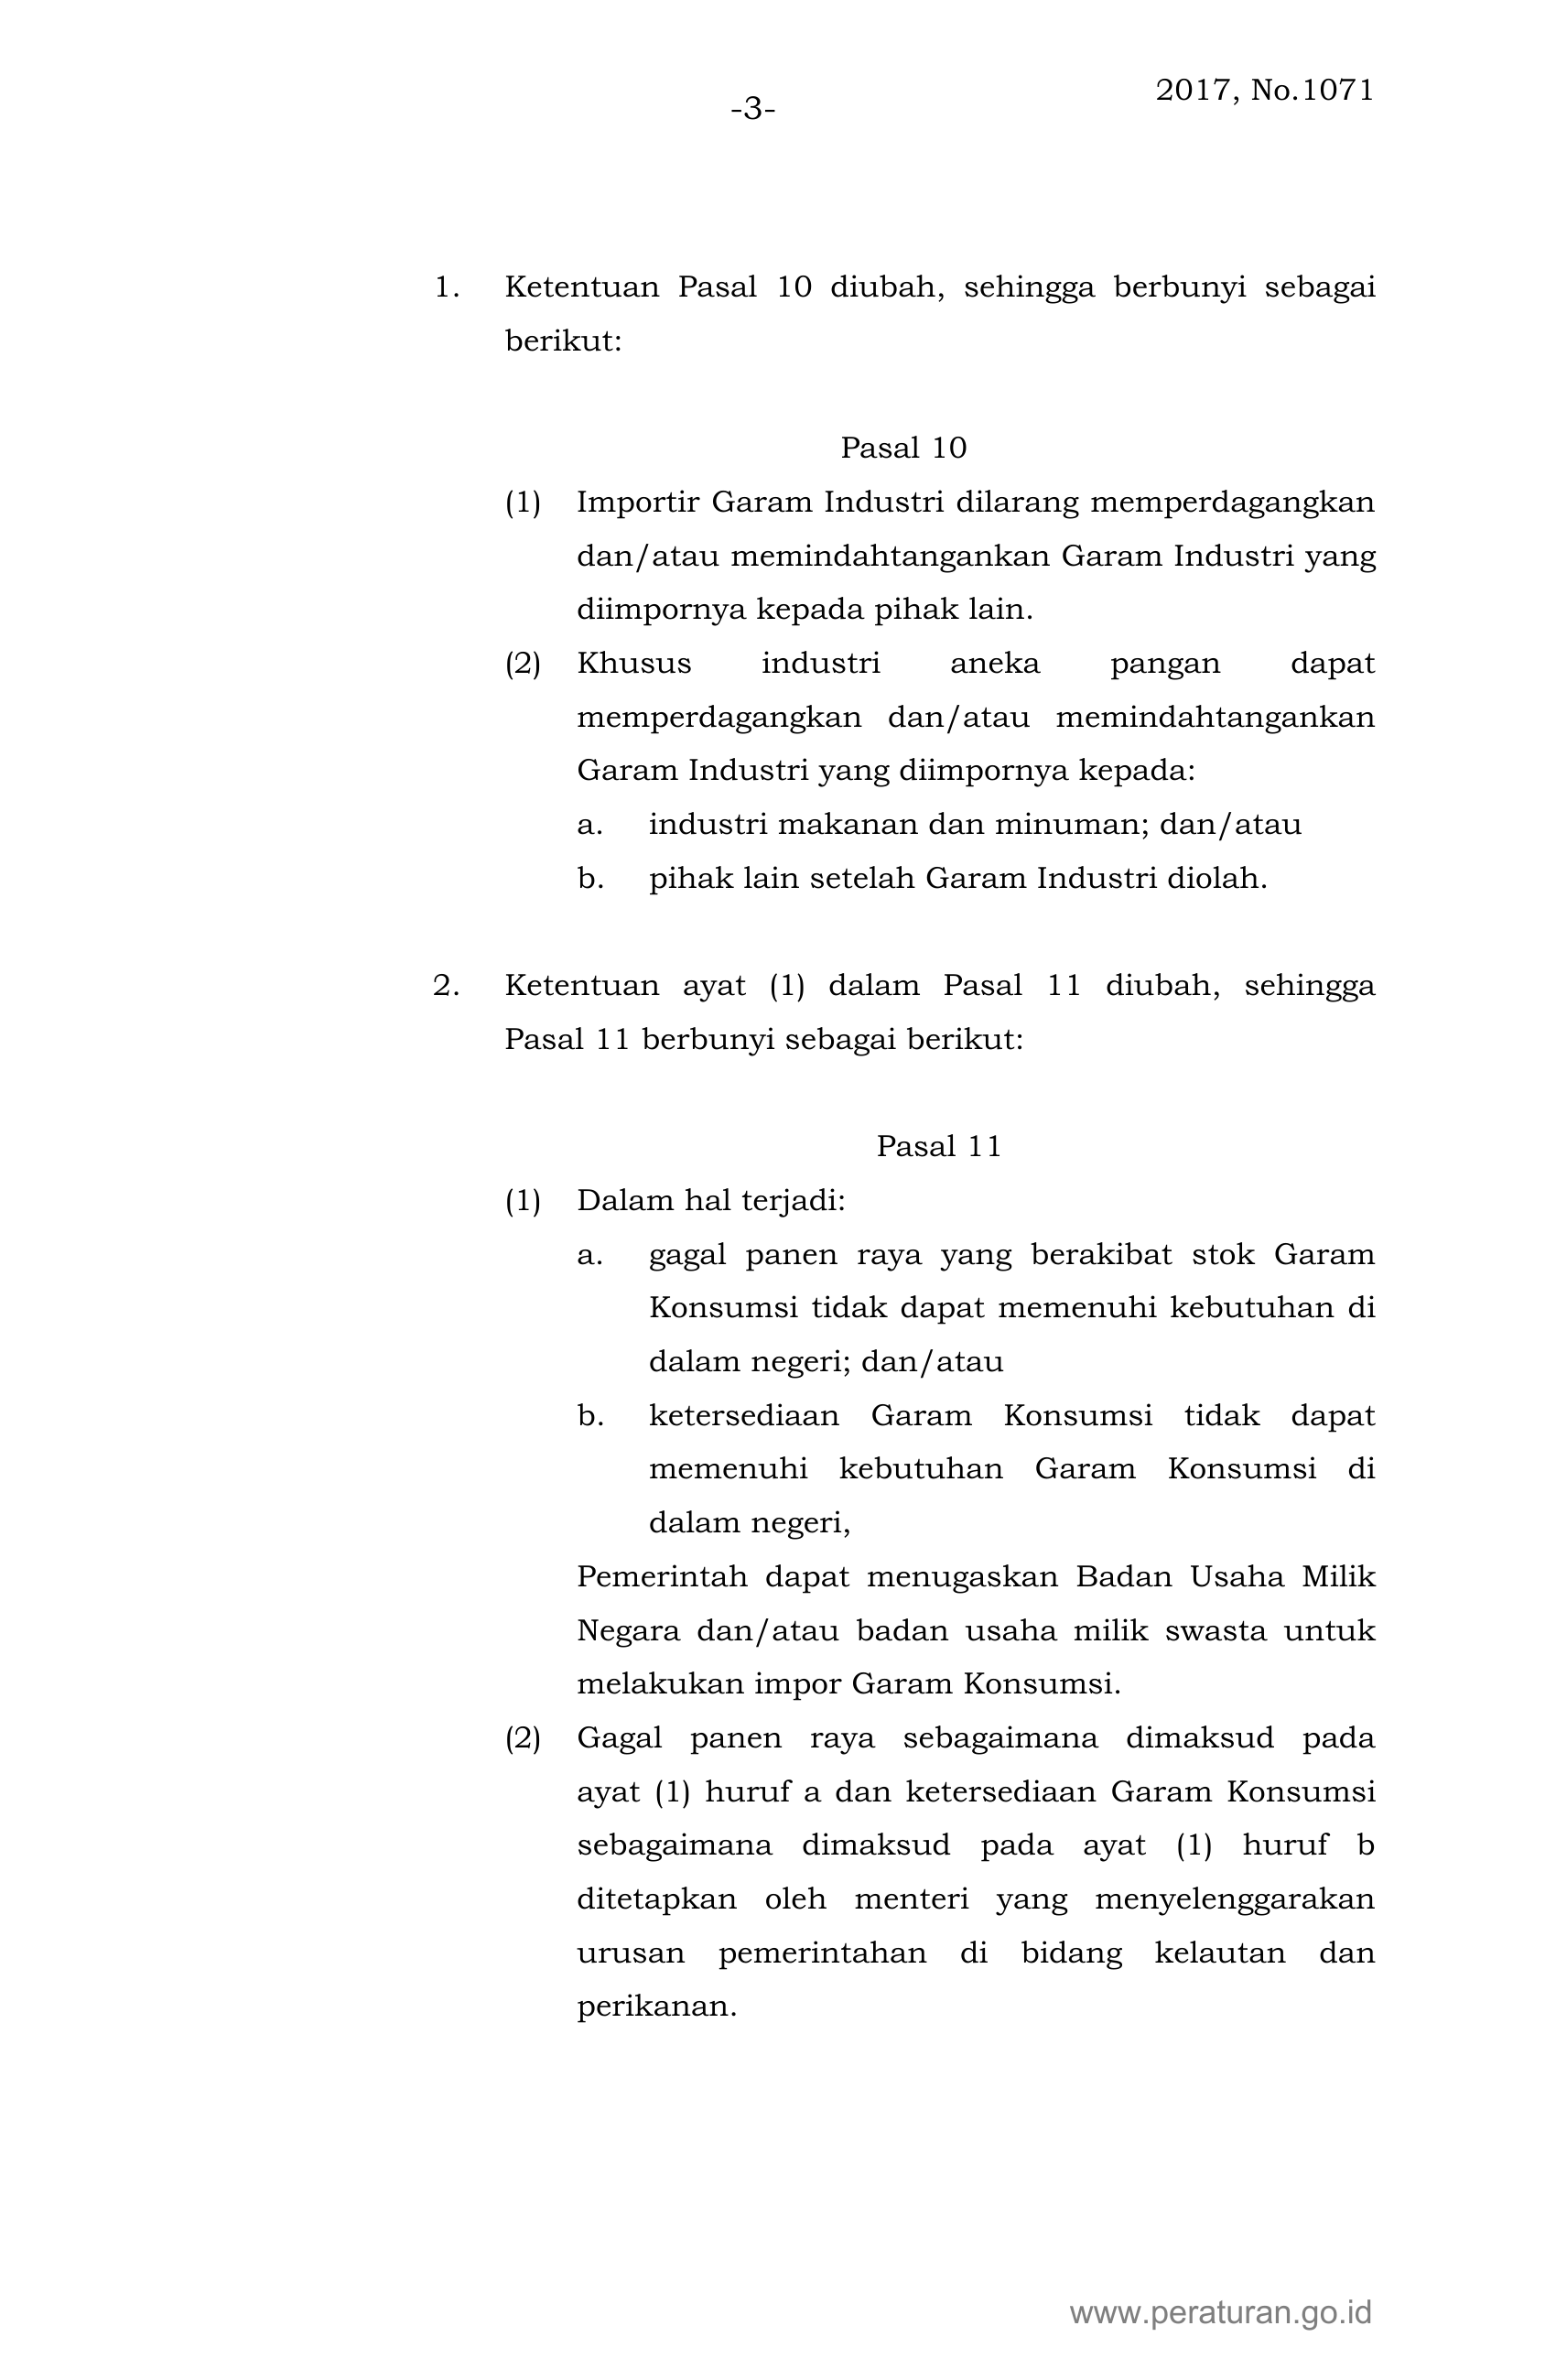 2017, No.1071
-3-
1. Ketentuan Pasal 10 diubah, sehingga berbunyi sebagai
berikut:
Pasal 10
(1) Importir Garam Industri dilarang memperdagangkan
dan/atau memindahtangankan Garam Industri yang
diimpornya kepada pihak lain.
(2) Khusus industri aneka pangan dapat
memperdagangkan dan/atau memindahtangankan
Garam Industri yang diimpornya kepada:
a. industri makanan dan minuman; dan/atau
b. pihak lain setelah Garam Industri diolah.
2. Ketentuan ayat (1) dalam Pasal 11 diubah, sehingga
Pasal 11 berbunyi sebagai berikut:
Pasal 11
(1) Dalam hal terjadi:
a. gagal panen raya yang berakibat stok Garam
Konsumsi tidak dapat memenuhi kebutuhan di
dalam negeri; dan/atau
b. ketersediaan Garam Konsumsi tidak dapat
memenuhi kebutuhan Garam Konsumsi di
dalam negeri,
Pemerintah dapat menugaskan Badan Usaha Milik
Negara dan/atau badan usaha milik swasta untuk
melakukan impor Garam Konsumsi.
(2) Gagal panen raya sebagaimana dimaksud pada
ayat (1) huruf a dan ketersediaan Garam Konsumsi
sebagaimana dimaksud pada ayat (1) huruf b
ditetapkan oleh menteri yang menyelenggarakan
urusan pemerintahan di bidang kelautan dan
perikanan.
www.peraturan.go.id